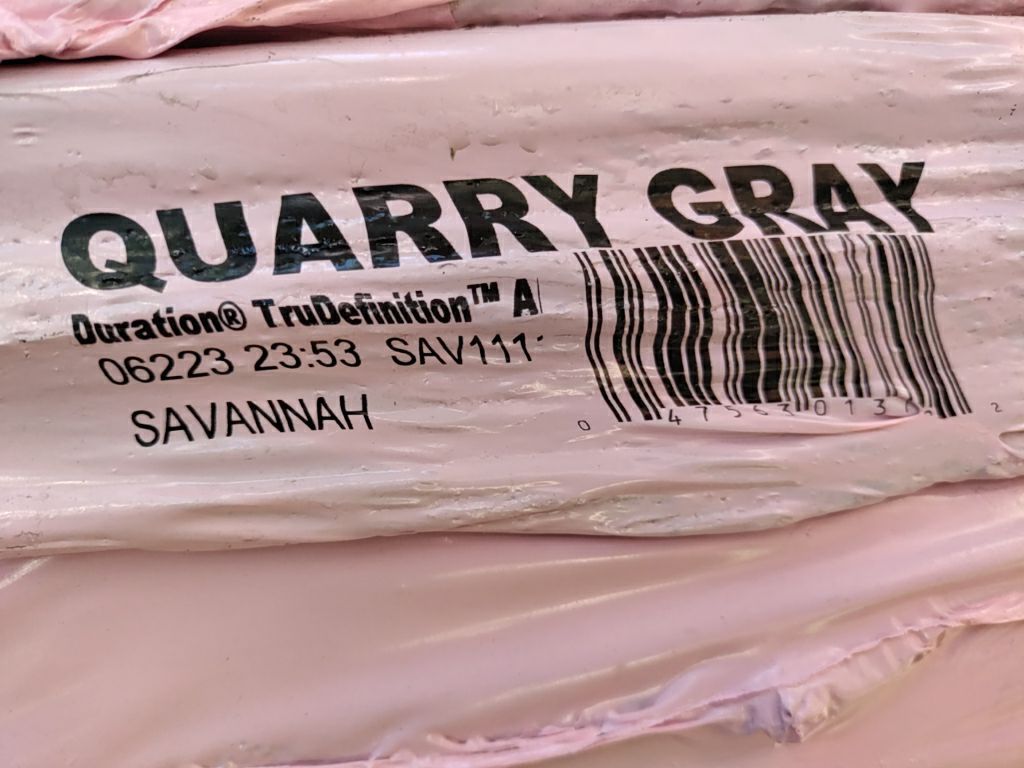 QUARRY GRAY
Duration® TruDefinition™ A
06223 23:53 SAV111
SAVANNAH